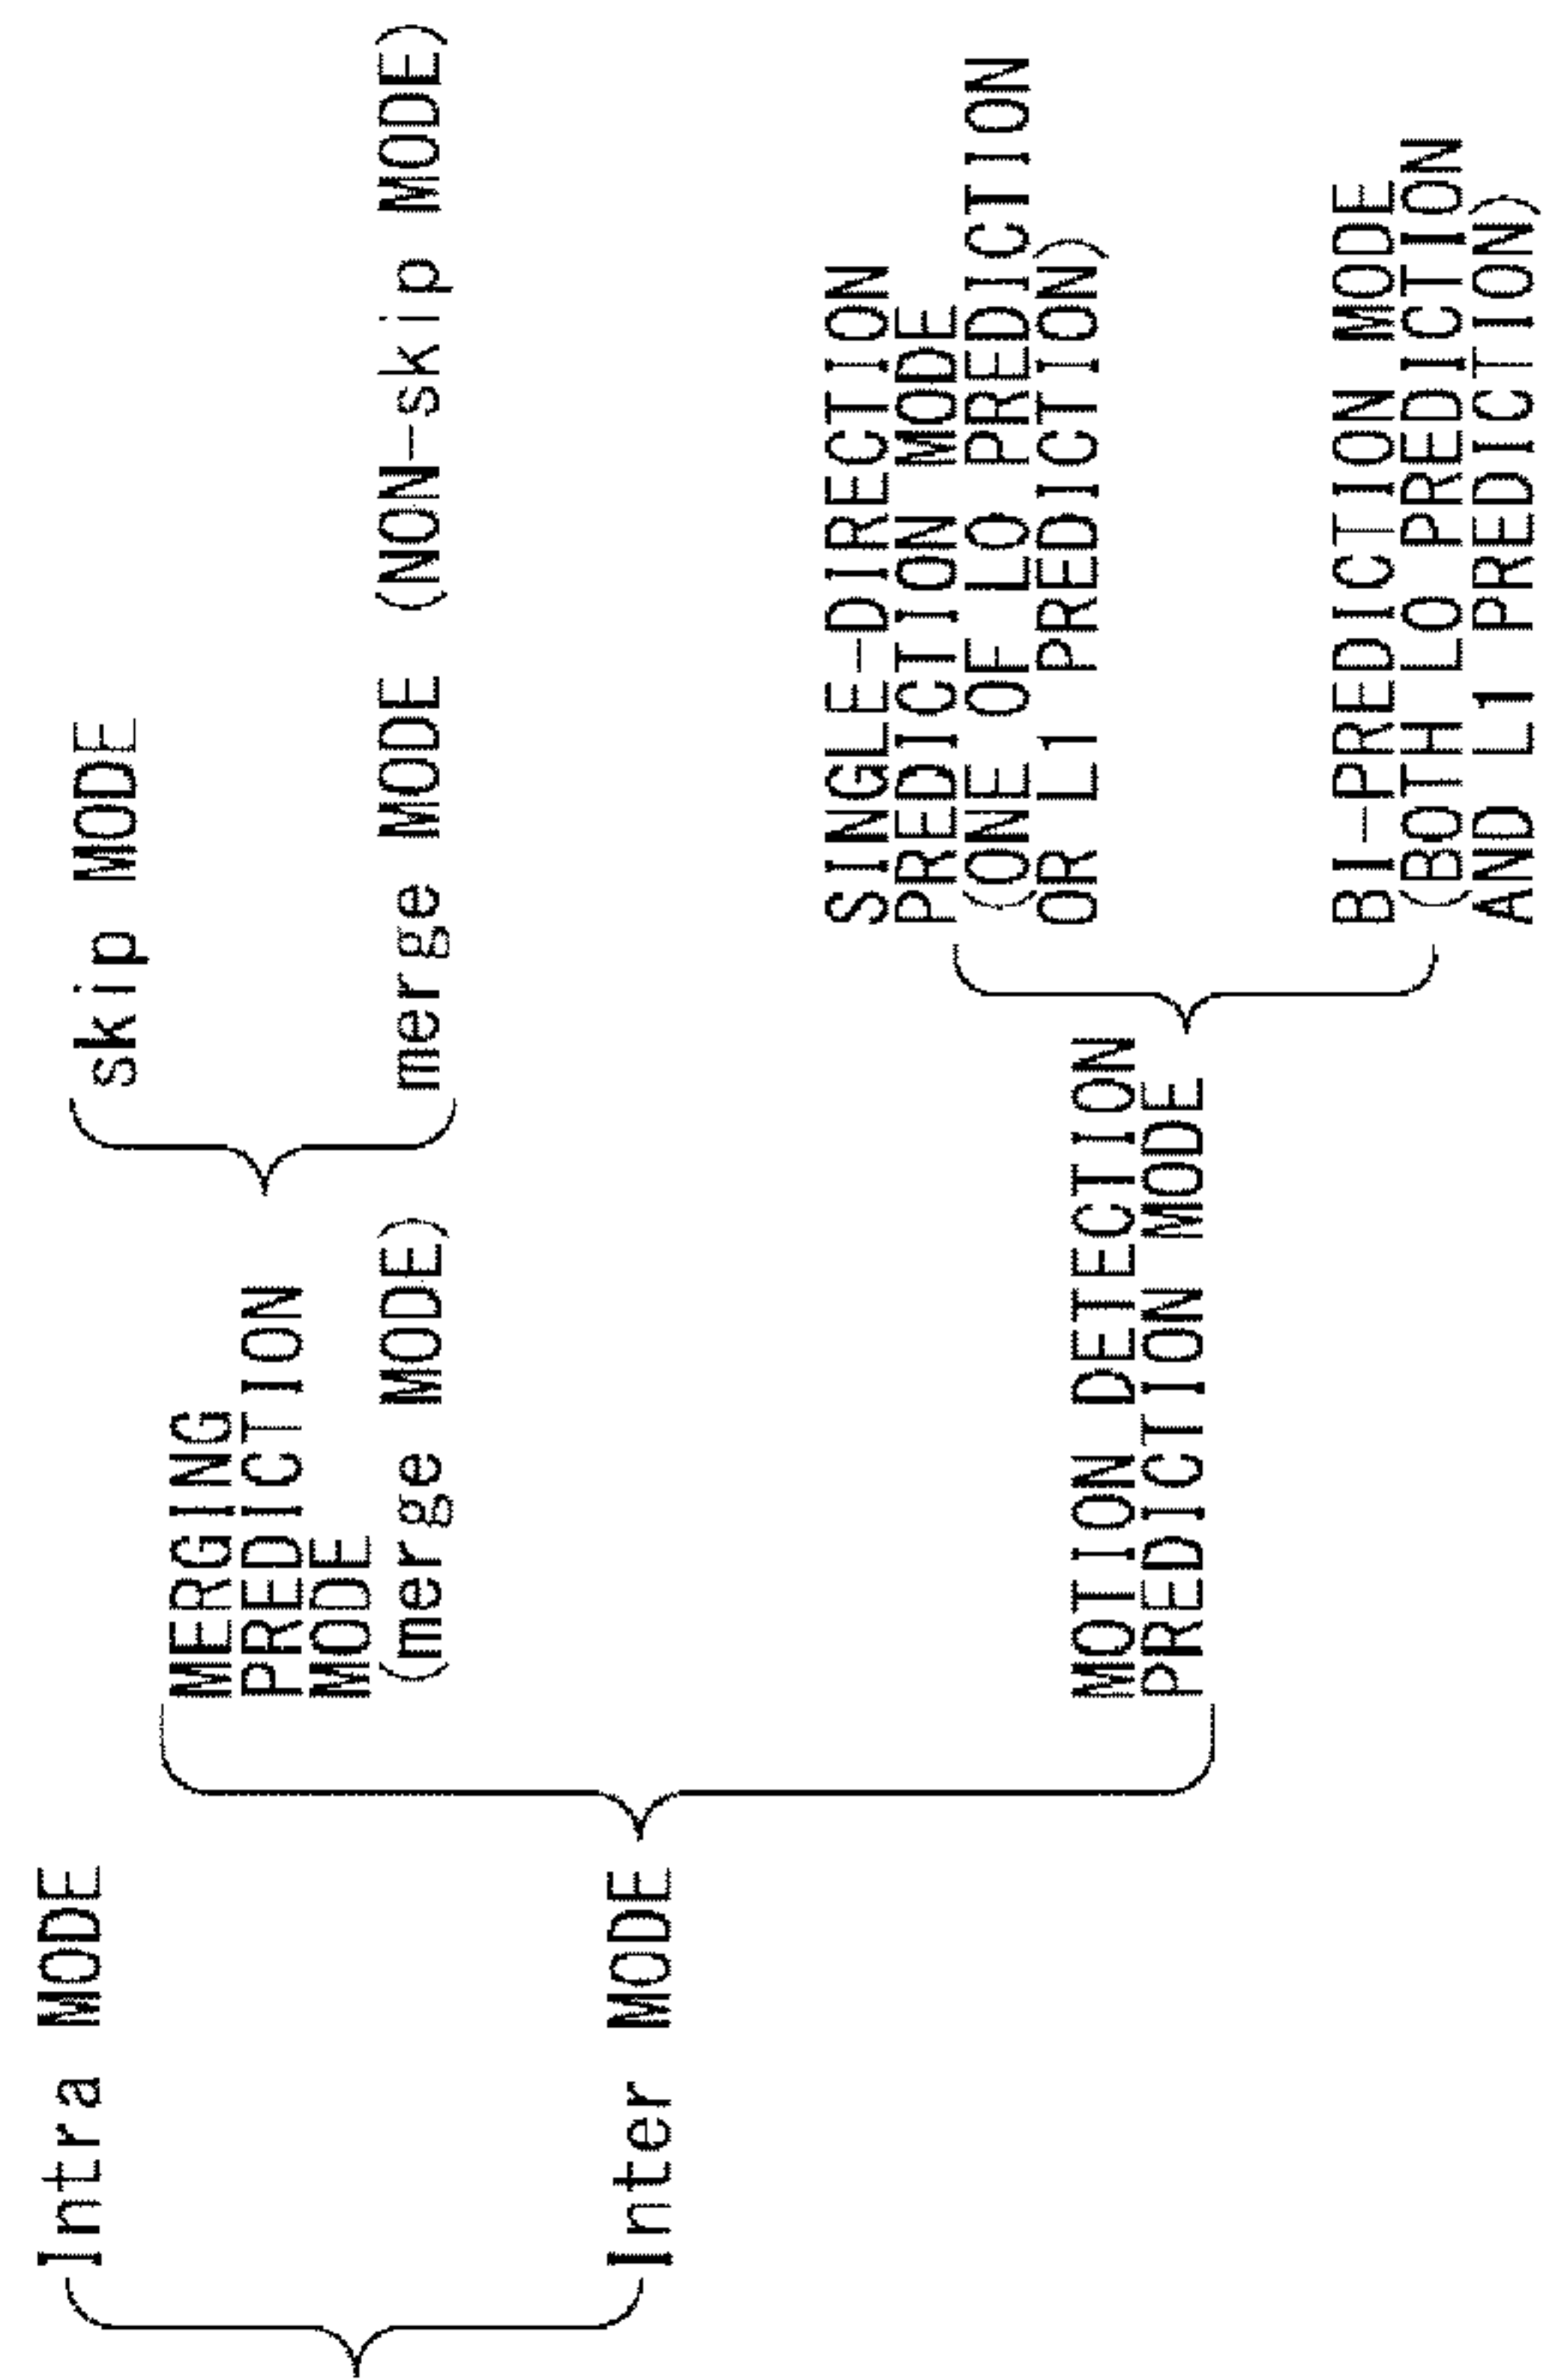 Intra MODE
Inter MODE
MERGING
PREDICTION
MODE
(merge MODE)
skip MODE
merge MODE (NON-skip MODE)
MOTION DETECTION
PREDICTION MODE
SINGLE-DIRECTION
PREDICTION MODE
(ONE OF L0 PREDICTION
OR L1 PREDICTION)
BI-PREDICTION MODE
(BOTH L0 PREDICTION
AND L1 PREDICTION)